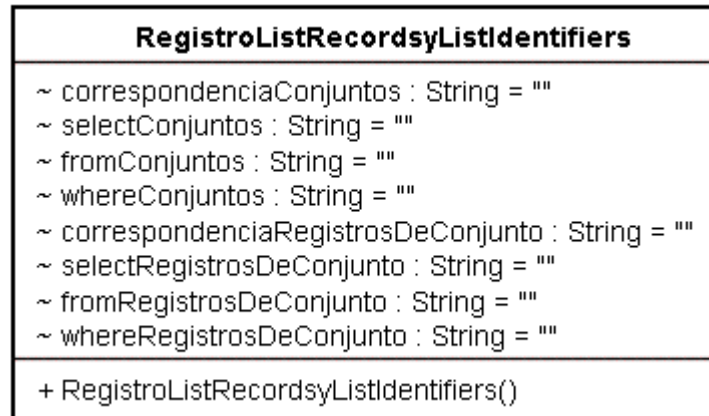 RegistroListRecordsyListIdentifiers
~ correspondenciaConjuntos : String = ""
~ selectConjuntos : String = ""
~ fromConjuntos : String = ""
~ whereConjuntos : String = ""
~ correspondenciaRegistrosDeConjunto : String = ""
~ selectRegistrosDeConjunto : String = ""
~ fromRegistrosDeConjunto : String = ""
~ whereRegistrosDeConjunto : String = ""
+ RegistroListRecordsyListIdentifiers()